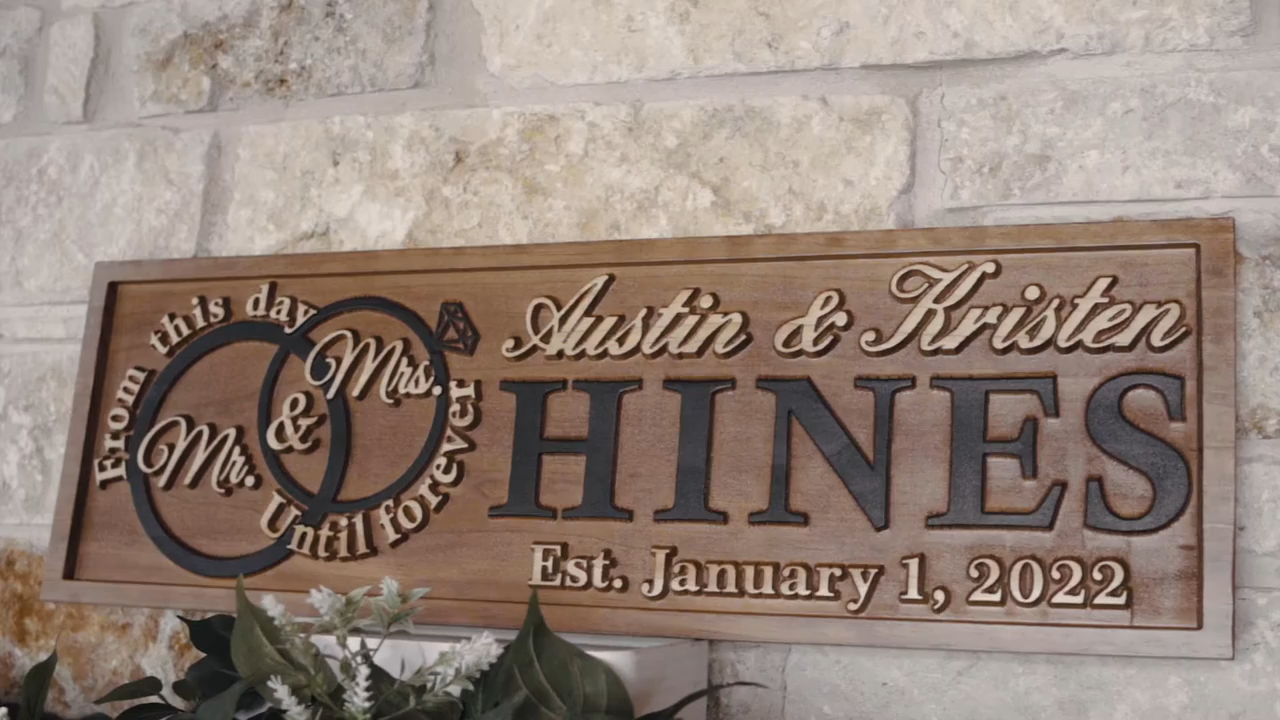 From this day
Mr. & Mrs.
Until forever
Austin & Kristen
HINES
Est. January 1, 2022